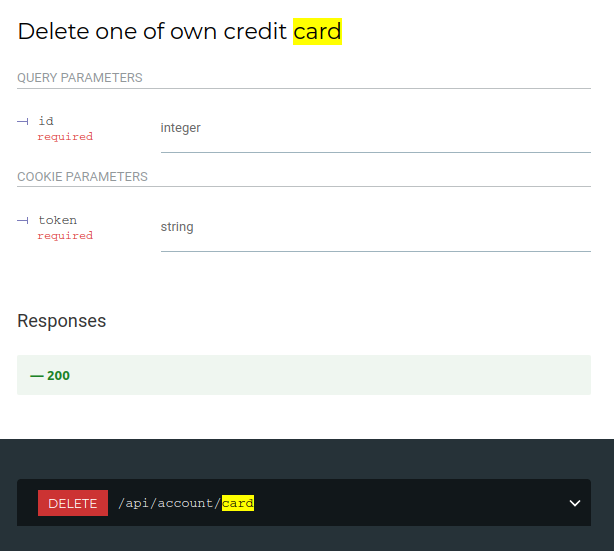 Delete one of own credit card
QUERY PARAMETERS
id
required
integer
COOKIE PARAMETERS
token
required
string
Responses
— 200
DELETE /api/account/card